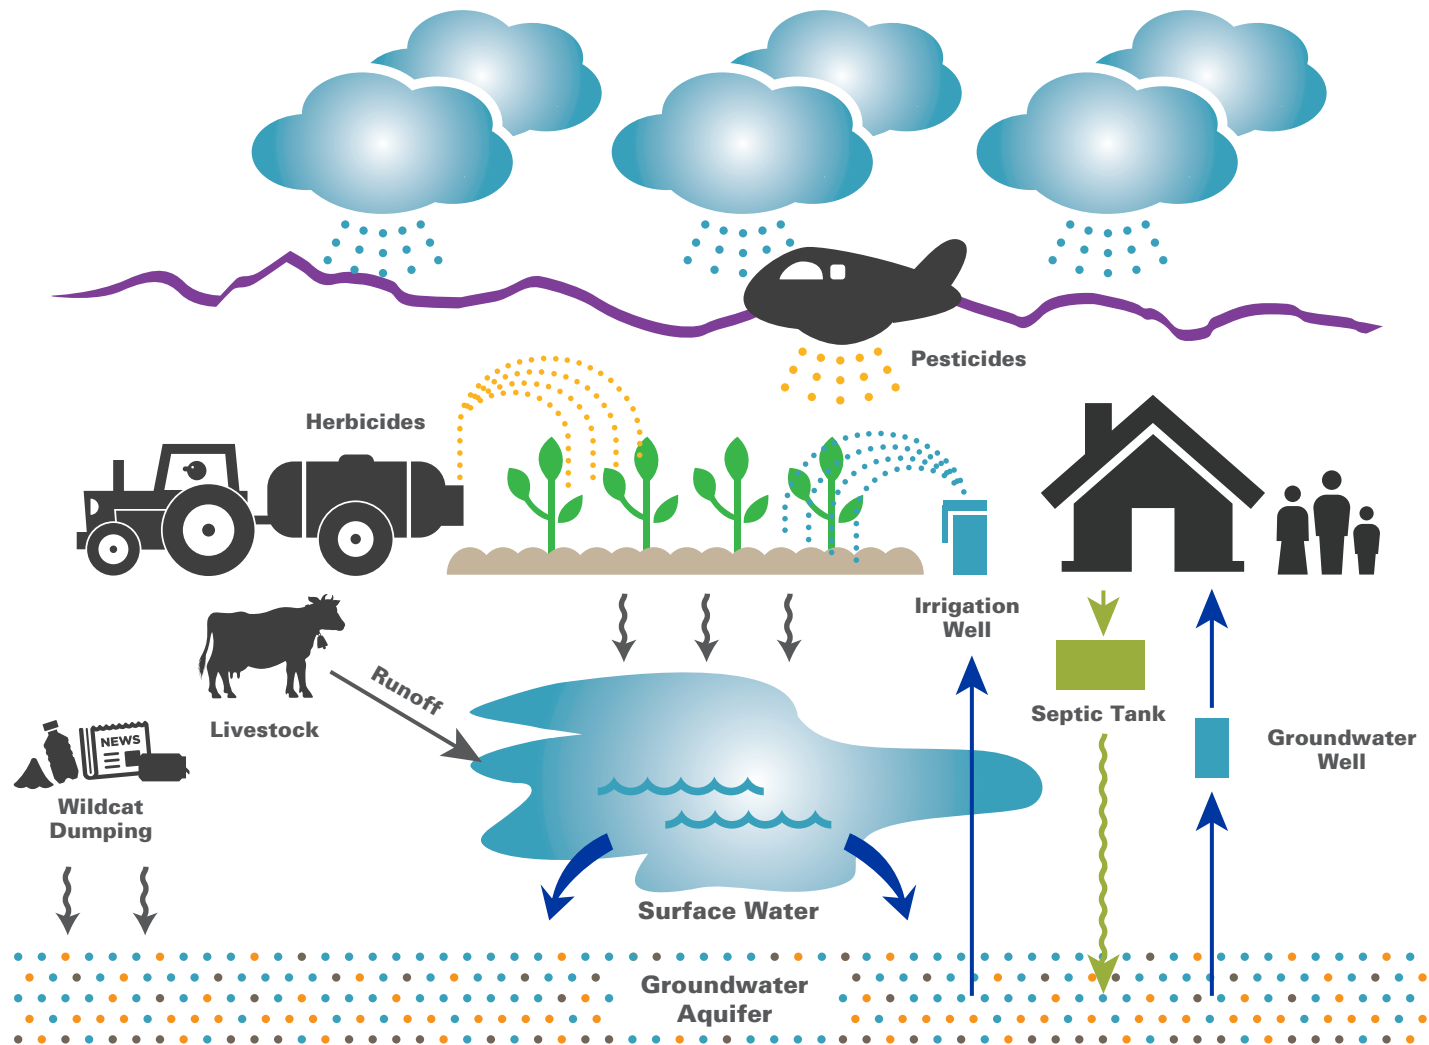 Pesticides
Herbicides
Irrigation
Well
Runoff
Livestock
Septic Tank
NEWS
Groundwater
Well
Wildcat
Dumping
Surface Water
Groundwater
Aquifer